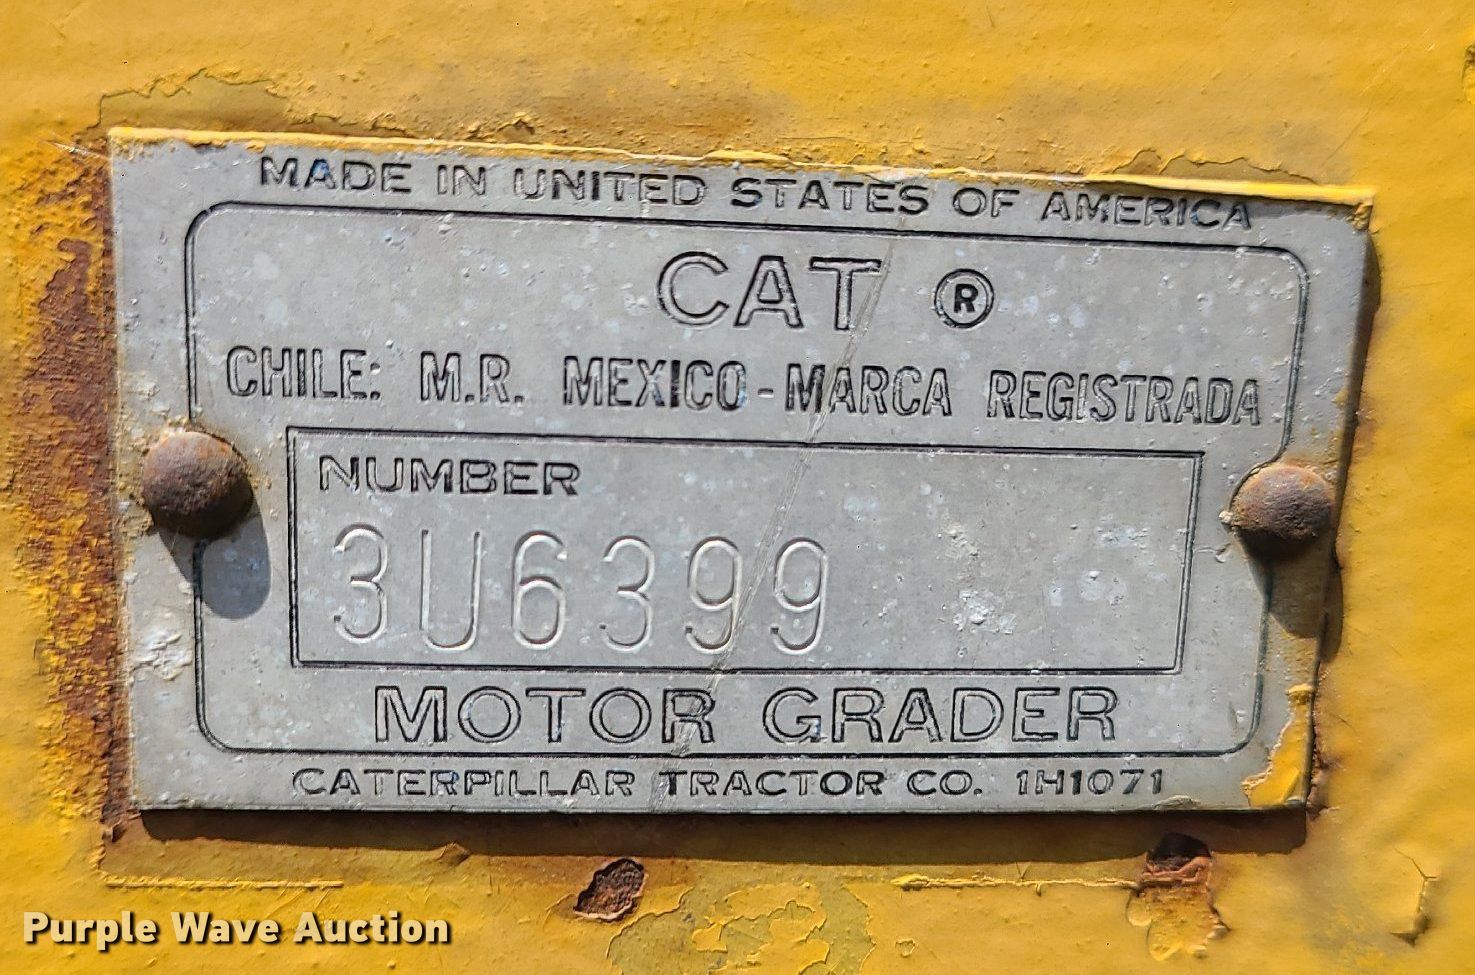 MADE IN UNITED STATES OF AMERICA
CAT ®
CHILE: M.R. MEXICO-MARCA REGISTRADA
NUMBER
3U6399
MOTOR GRADER
CATERPILLAR TRACTOR CO. 1H1071
Purple Wave Auction